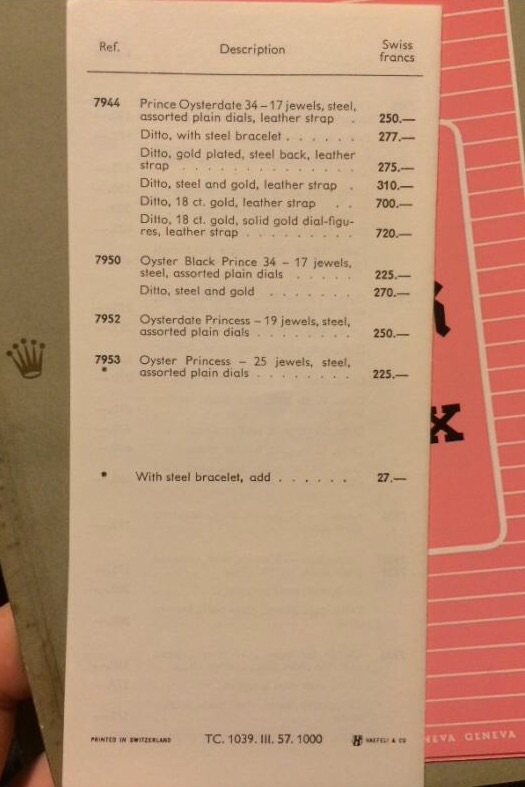 Ref. Description Swiss francs
7944 Prince Oysterdate 34 – 17 jewels, steel,
assorted plain dials, leather strap . 250.—
Ditto, with steel bracelet . . . . . . 277.—
Ditto, gold plated, steel back, leather
strap . . . . . . . . . . . . . 275.—
Ditto, steel and gold, leather strap . 310.—
Ditto, 18 ct. gold, leather strap . . 700.—
Ditto, 18 ct. gold, solid gold dial-figu-
res, leather strap . . . . . . . . . 720.—
7950 Oyster Black Prince 34 – 17 jewels,
steel, assorted plain dials . . . . . 225.—
Ditto, steel and gold . . . . . . . 270.—
7952 Oysterdate Princess – 19 jewels, steel,
assorted plain dials . . . . . . . . 250.—
7953 Oyster Princess – 25 jewels, steel,
* assorted plain dials . . . . . . . . 225.—
* With steel bracelet, add . . . . . . 27.—
PRINTED IN SWITZERLAND TC. 1039. III. 57. 1000 H HAEFELI & CO
GENEVA